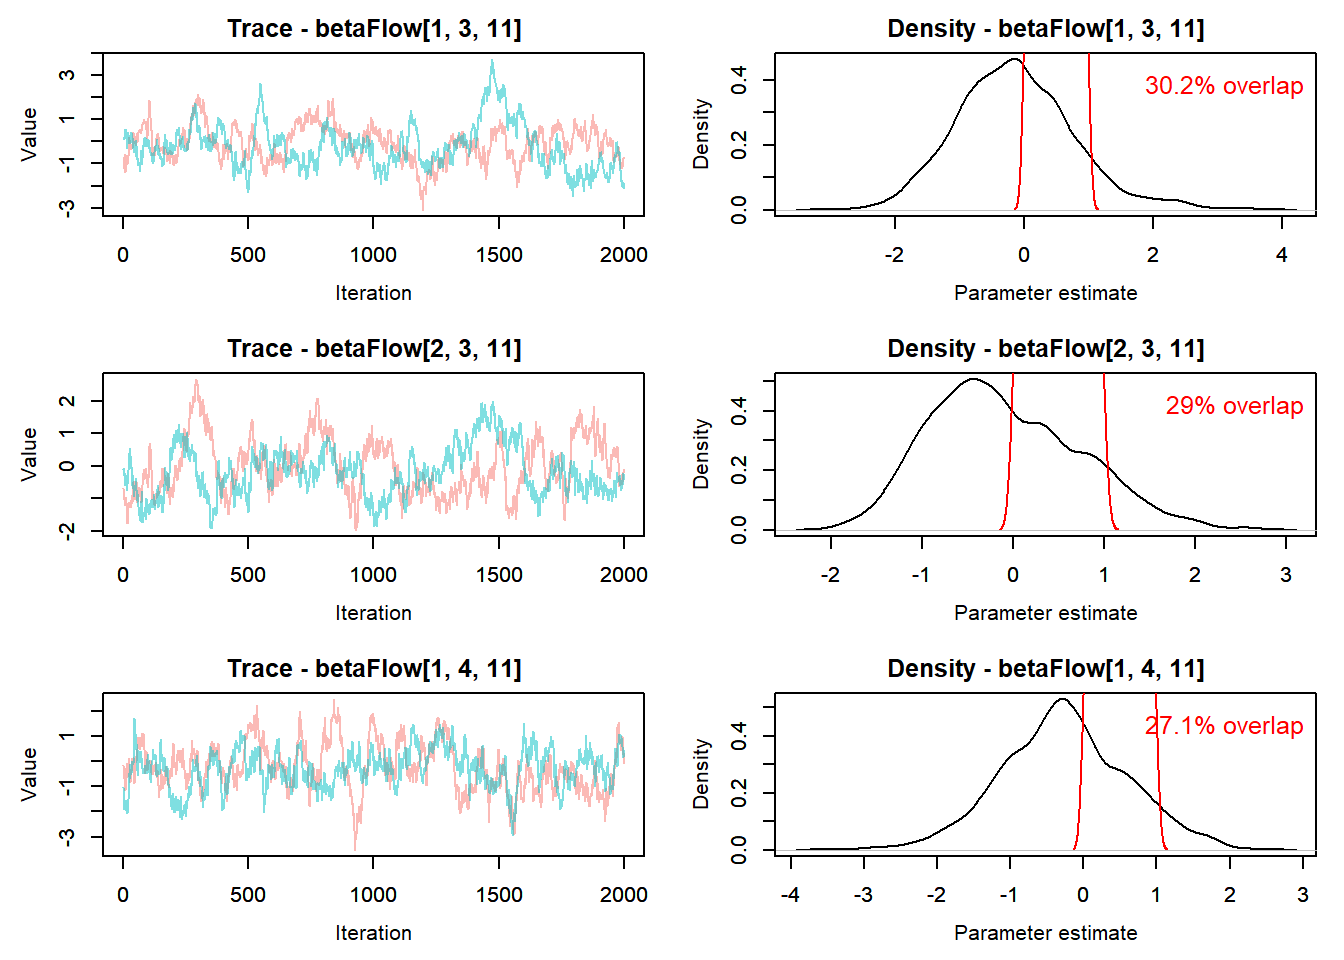 Trace - betaFlow[1, 3, 11]
Value
3
1
-1
-3
0 500 1000 1500 2000
Iteration
Density - betaFlow[1, 3, 11]
30.2% overlap
Density
0.4
0.2
0.0
-2 0 2 4
Parameter estimate
Trace - betaFlow[2, 3, 11]
Value
2
1
0
-2
0 500 1000 1500 2000
Iteration
Density - betaFlow[2, 3, 11]
29% overlap
Density
0.4
0.2
0.0
-2 -1 0 1 2 3
Parameter estimate
Trace - betaFlow[1, 4, 11]
Value
1
-1
-3
0 500 1000 1500 2000
Iteration
Density - betaFlow[1, 4, 11]
27.1% overlap
Density
0.4
0.2
0.0
-4 -3 -2 -1 0 1 2 3
Parameter estimate